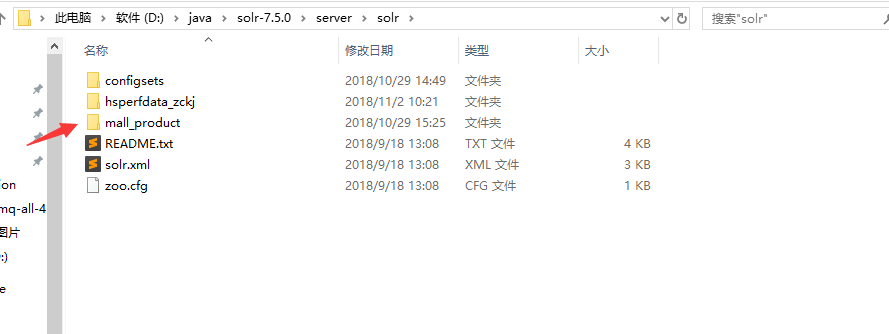 此电脑 > 软件 (D:) > java > solr-7.5.0 > server > solr >
搜索"solr"
名称 修改日期 类型 大小
configsets 2018/10/29 14:49 文件夹
hsperfdata_zckj 2018/11/2 10:21 文件夹
mall_product 2018/10/29 15:25 文件夹
README.txt 2018/9/18 13:08 TXT 文件 4 KB
solr.xml 2018/9/18 13:08 XML 文件 3 KB
zoo.cfg 2018/9/18 13:08 CFG 文件 1 KB
ion
mq-all-4
图片
:)
e